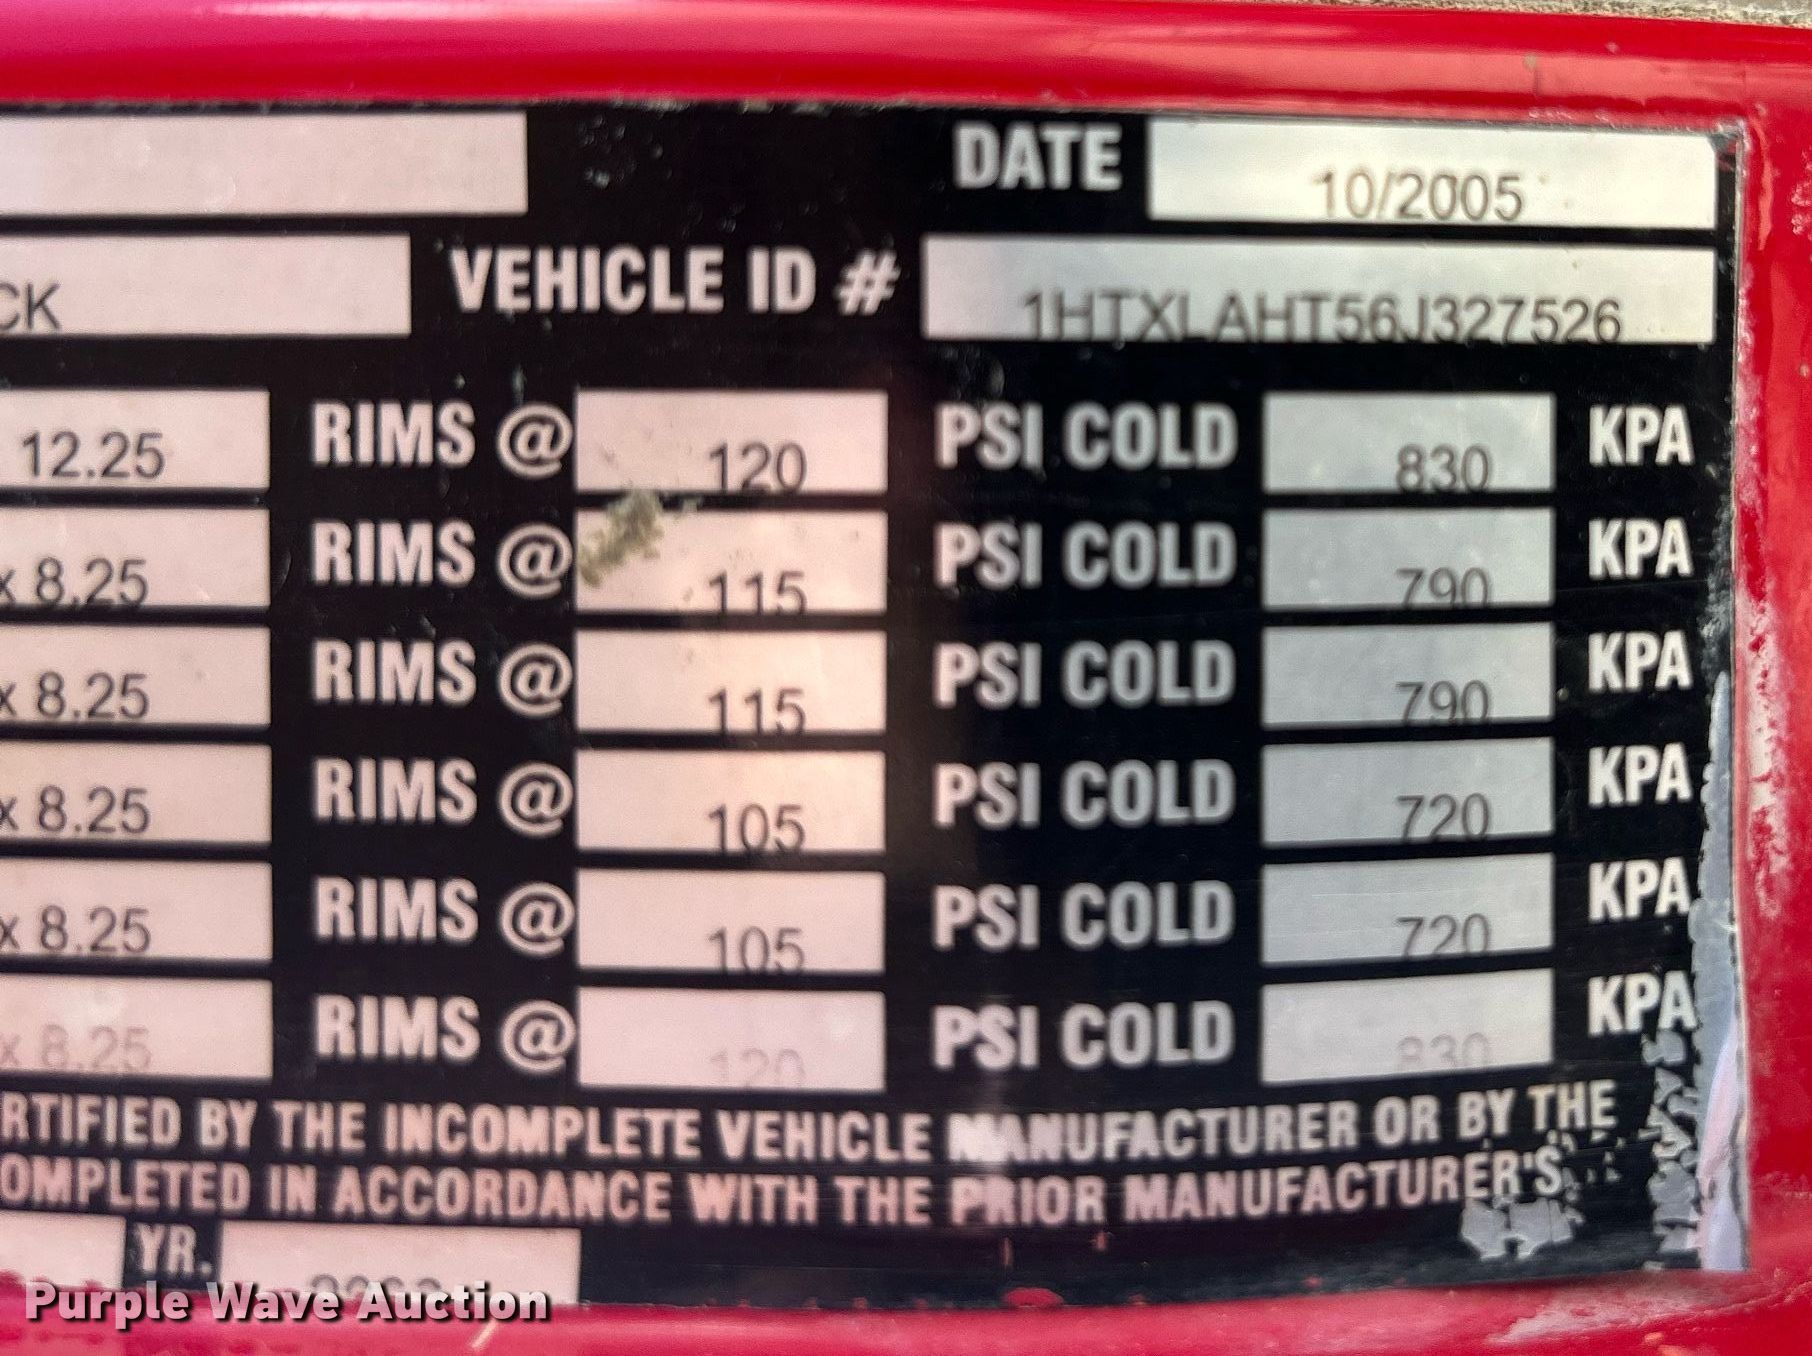 DATE 10/2005
CK VEHICLE ID # 1HTXLAHT56J327526
12.25 RIMS @ 120 PSI COLD 830 KPA
x 8.25 RIMS @ 115 PSI COLD 790 KPA
x 8.25 RIMS @ 115 PSI COLD 790 KPA
x 8.25 RIMS @ 105 PSI COLD 720 KPA
x 8.25 RIMS @ 105 PSI COLD 720 KPA
x 8.25 RIMS @ 120 PSI COLD 830 KPA
RTIFIED BY THE INCOMPLETE VEHICLE MANUFACTURER OR BY THE
OMPLETED IN ACCORDANCE WITH THE PRIOR MANUFACTURER'S
YR.
Purple Wave Auction